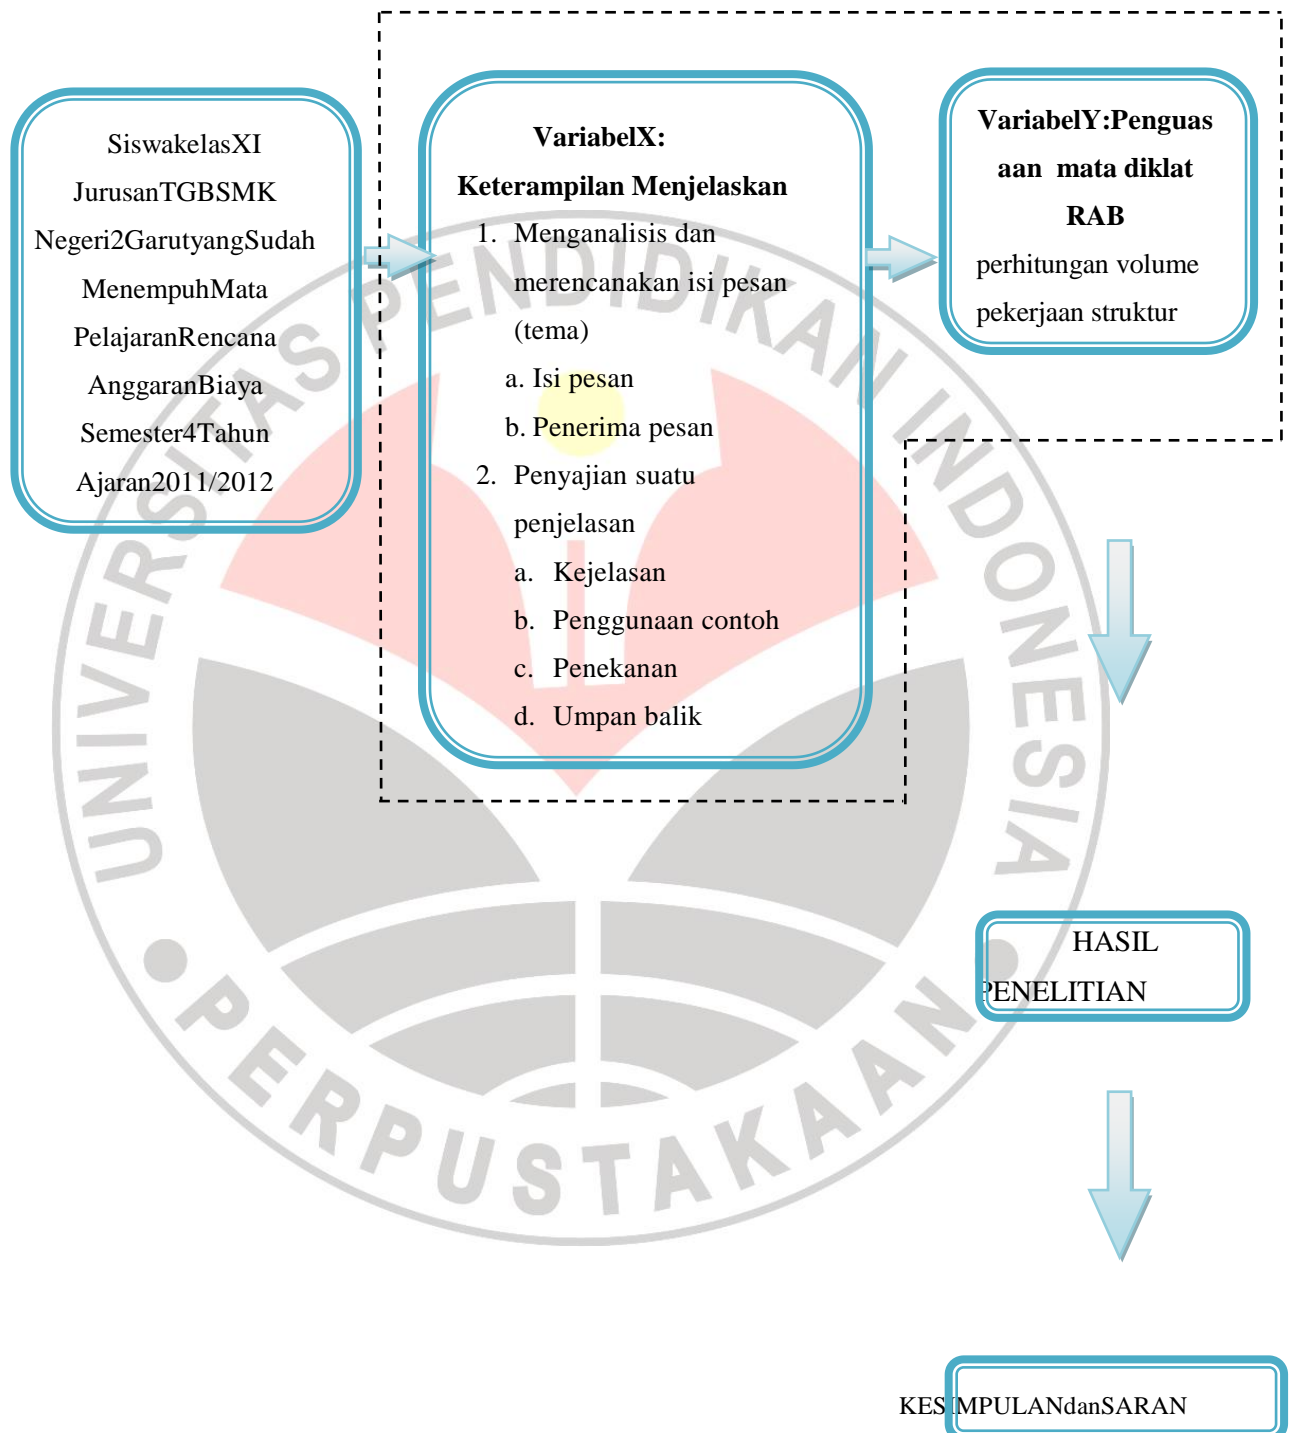 SiswakelasXI
JurusanTGBSMK
Negeri2GarutyangSudah
MenempuhMata
PelajaranRencana
AnggaranBiaya
Semester4Tahun
Ajaran2011/2012
VariabelX:
Keterampilan Menjelaskan
1. Menganalisis dan
merencanakan isi pesan
(tema)
a. Isi pesan
b. Penerima pesan
2. Penyajian suatu
penjelasan
a. Kejelasan
b. Penggunaan contoh
c. Penekanan
d. Umpan balik
VariabelY:Penguas
aan mata diklat
RAB
perhitungan volume
pekerjaan struktur
HASIL
PENELITIAN
KESIMPULANdanSARAN
UNIVERSITAS PENDIDIKAN INDONESIA
PERPUSTAKAAN